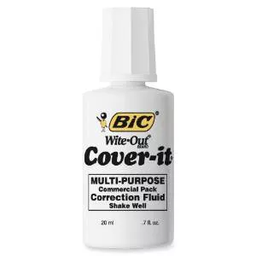 BIC
Wite-Out
Cover-it
MULTI-PURPOSE
Commercial Pack
Correction Fluid
Shake Well
20 ml .7 fl. oz.